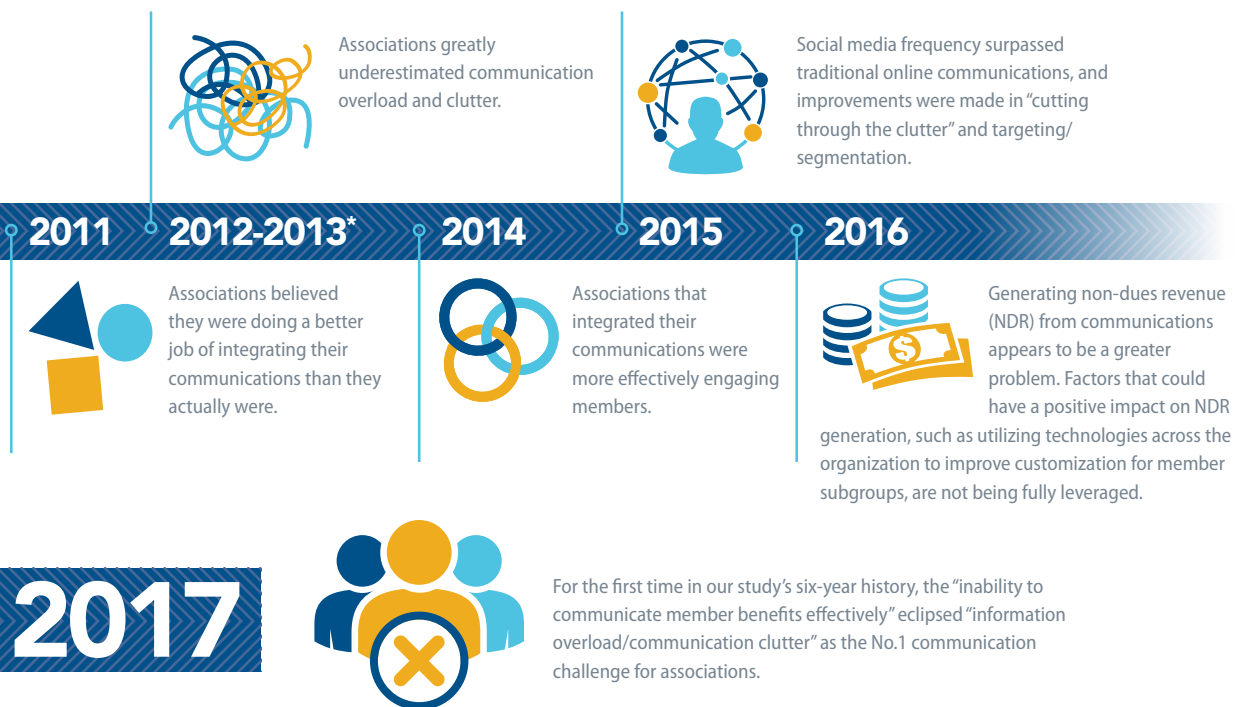 Associations greatly
underestimated communication
overload and clutter.
Social media frequency surpassed
traditional online communications, and
improvements were made in “cutting
through the clutter” and targeting/
segmentation.
2011
2012-2013*
2014
2015
2016
Associations believed
they were doing a better
job of integrating their
communications than they
actually were.
Associations that
integrated their
communications were
more effectively engaging
members.
$
Generating non-dues revenue
(NDR) from communications
appears to be a greater
problem. Factors that could
have a positive impact on NDR
generation, such as utilizing technologies across the
organization to improve customization for member
subgroups, are not being fully leveraged.
2017
For the first time in our study’s six-year history, the “inability to
communicate member benefits effectively” eclipsed “information
overload/communication clutter” as the No.1 communication
challenge for associations.